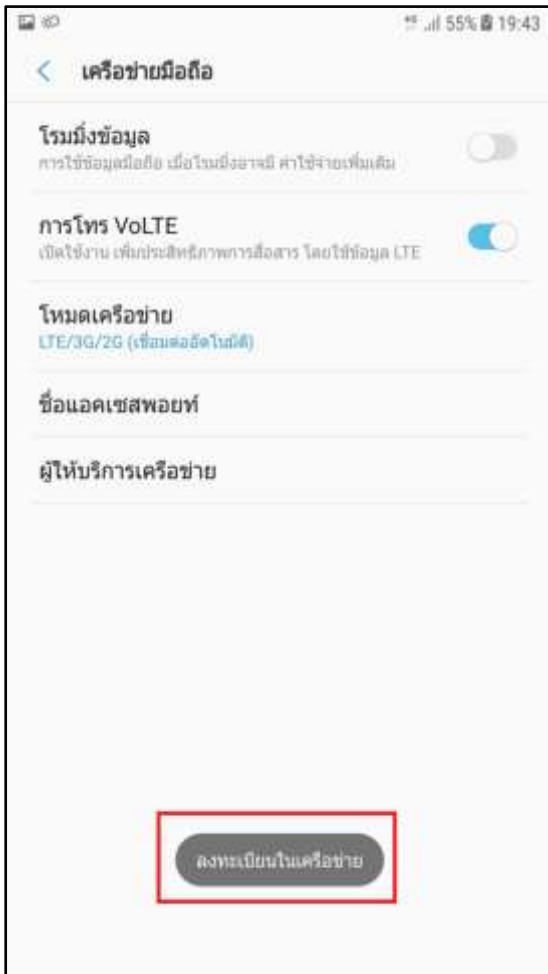 4G 55% 19:43
เครือข่ายมือถือ
โรมมิ่งข้อมูล
การใช้ข้อมูลมือถือ เมื่อโรมมิ่งอาจมี ค่าใช้จ่ายเพิ่มเติม
การโทร VoLTE
เปิดใช้งาน เพิ่มประสิทธิภาพการสื่อสาร โดยใช้ข้อมูล LTE
โหมดเครือข่าย
LTE/3G/2G (เชื่อมต่ออัตโนมัติ)
ชื่อแอคเซสพอยท์
ผู้ให้บริการเครือข่าย
ลงทะเบียนในเครือข่าย